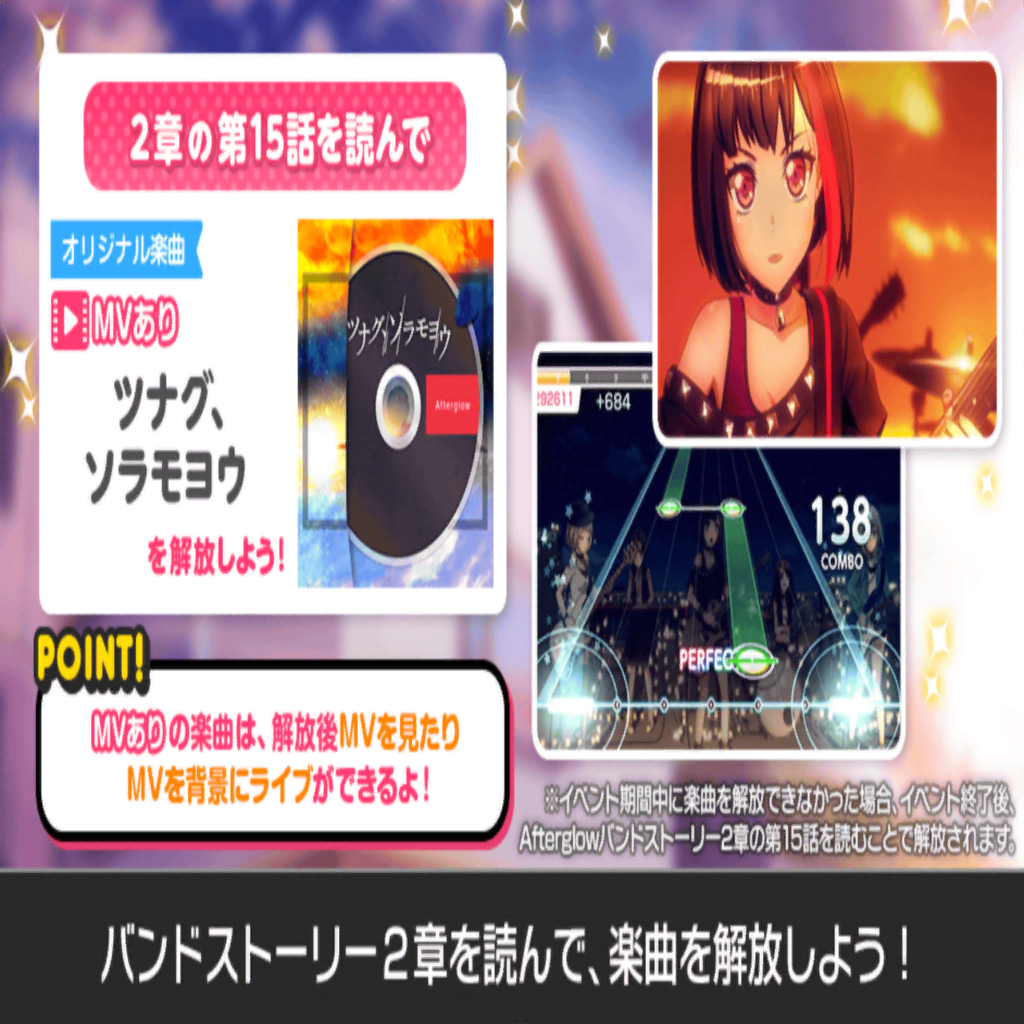 2章の第15話を読んで
オリジナル楽曲
MVあり
ツナグ、
ソラモヨウ
を解放しよう!
ツナグ、ソラモヨウ
Afterglow
292611
+684
138
COMBO
PERFEC
POINT!
MVありの楽曲は、解放後MVを見たり
MVを背景にライブができるよ!
※イベント期間中に楽曲を解放できなかった場合、イベント終了後、
Afterglowバンドストーリー2章の第15話を読むことで解放されます。
バンドストーリー2章を読んで、楽曲を解放しよう!